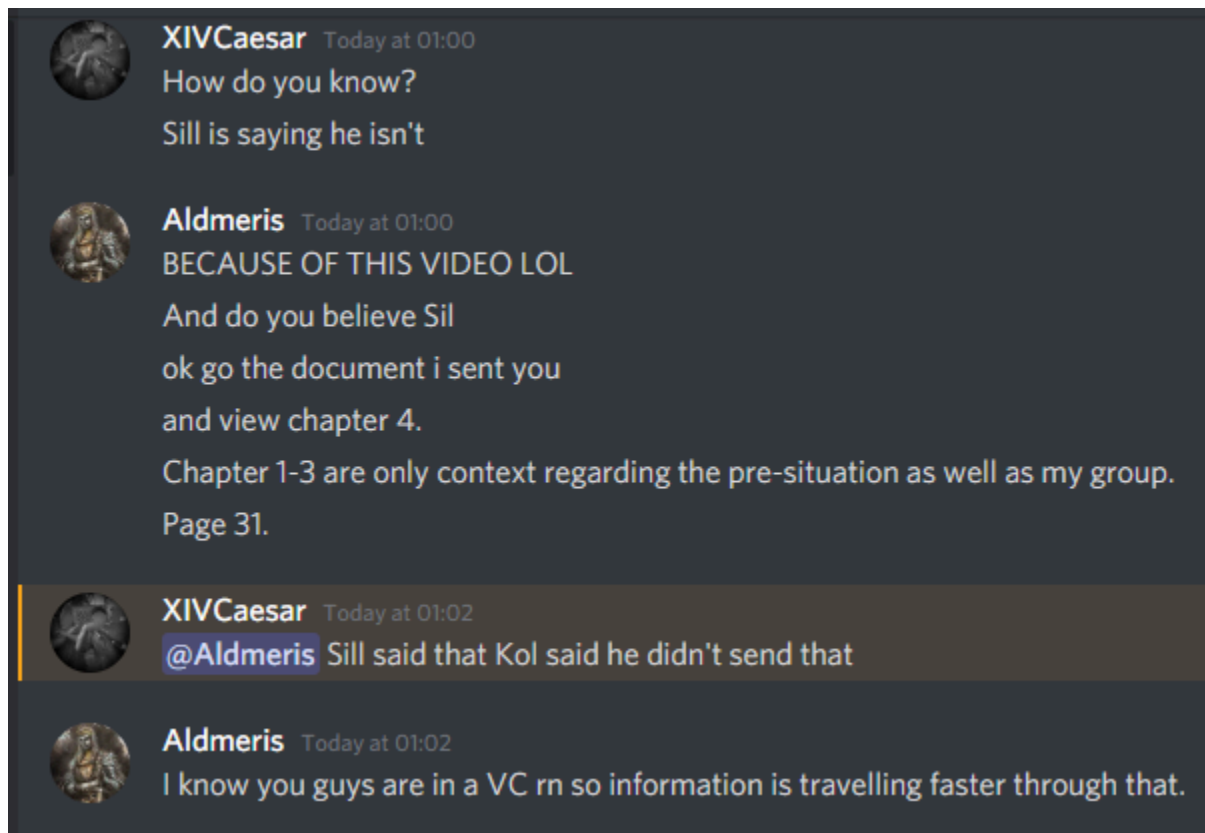 XIVCaesar Today at 01:00
How do you know?
Sill is saying he isn't
Aldmeris Today at 01:00
BECAUSE OF THIS VIDEO LOL
And do you believe Sil
ok go the document i sent you
and view chapter 4.
Chapter 1-3 are only context regarding the pre-situation as well as my group.
Page 31.
XIVCaesar Today at 01:02
@Aldmeris Sill said that Kol said he didn't send that
Aldmeris Today at 01:02
I know you guys are in a VC rn so information is travelling faster through that.